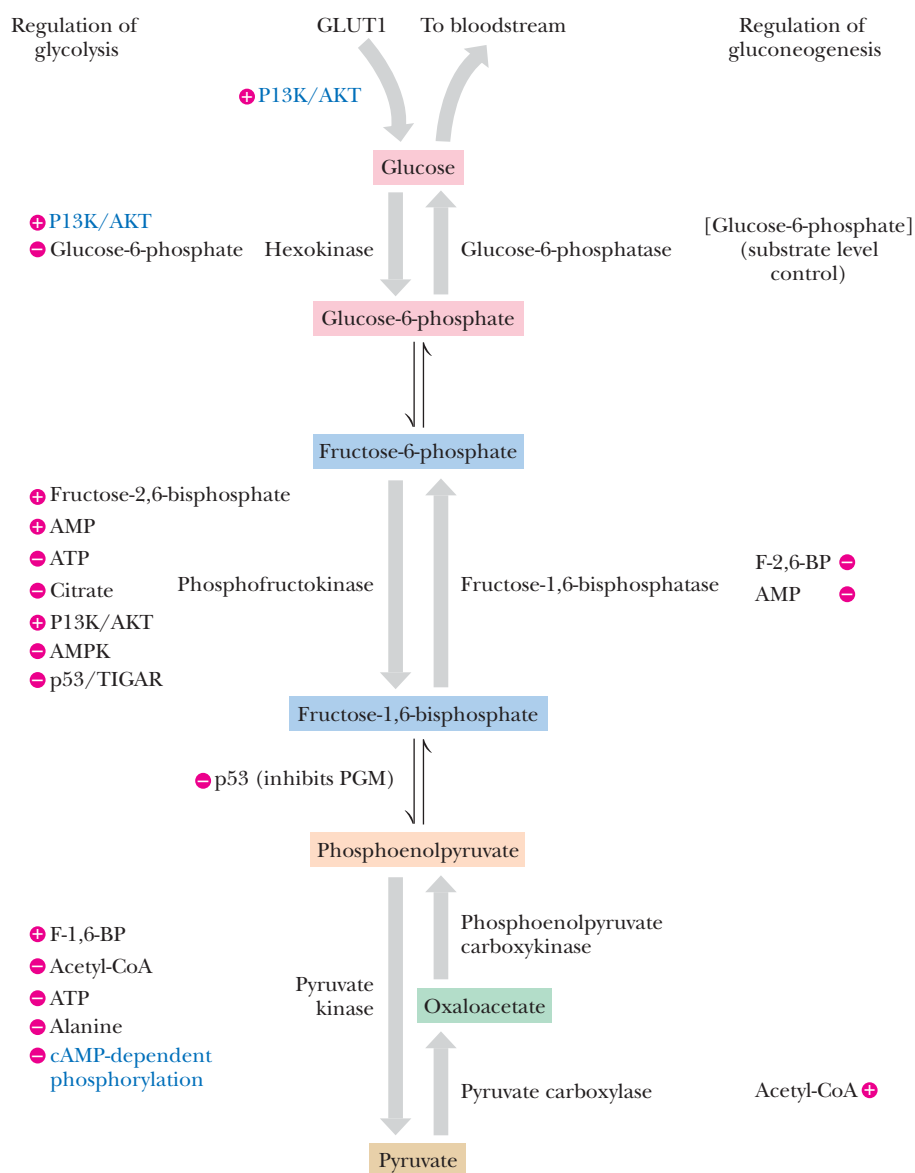 Regulation of
glycolysis
GLUT1
To bloodstream
Regulation of
gluconeogenesis
+ P13K/AKT
Glucose
+ P13K/AKT
− Glucose-6-phosphate
Hexokinase
Glucose-6-phosphatase
[Glucose-6-phosphate]
(substrate level
control)
Glucose-6-phosphate
Fructose-6-phosphate
+ Fructose-2,6-bisphosphate
+ AMP
− ATP
− Citrate
+ P13K/AKT
− AMPK
− p53/TIGAR
Phosphofructokinase
Fructose-1,6-bisphosphatase
F-2,6-BP −
AMP −
Fructose-1,6-bisphosphate
− p53 (inhibits PGM)
Phosphoenolpyruvate
+ F-1,6-BP
− Acetyl-CoA
− ATP
− Alanine
− cAMP-dependent
phosphorylation
Pyruvate
kinase
Phosphoenolpyruvate
carboxykinase
Oxaloacetate
Pyruvate carboxylase
Acetyl-CoA +
Pyruvate